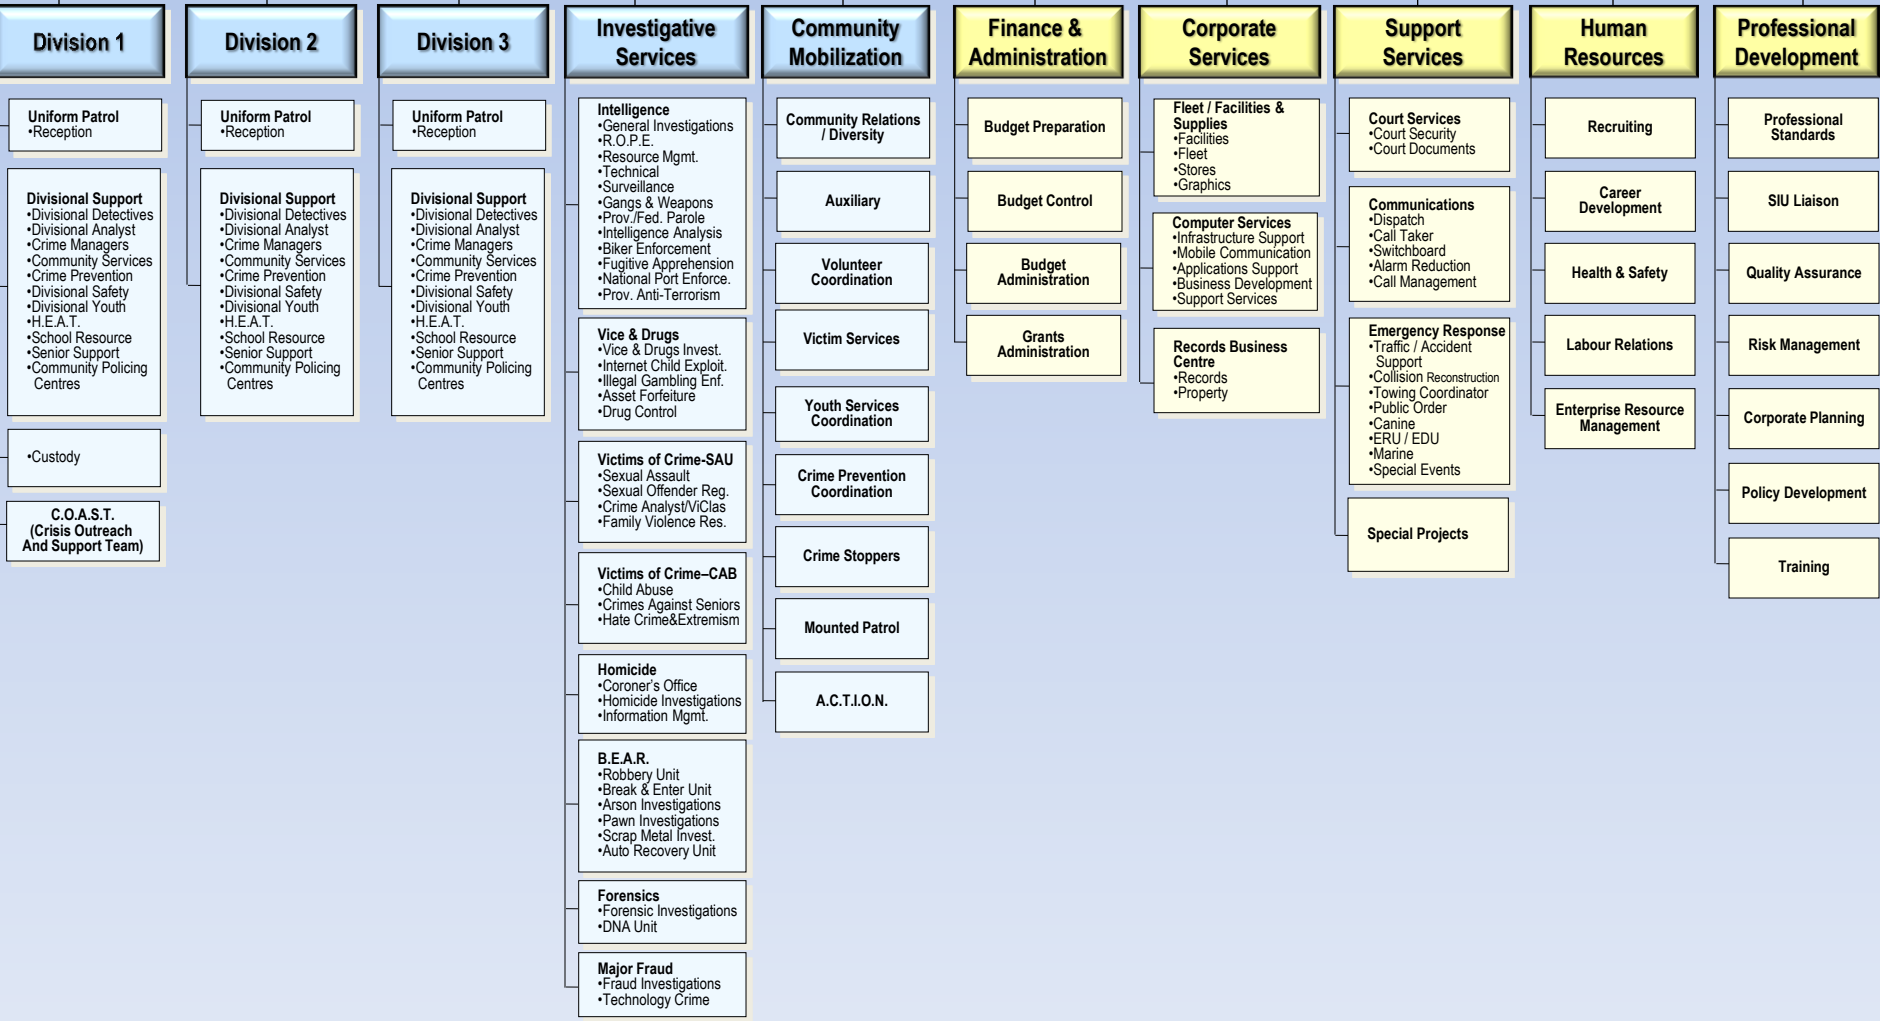 Division 1
Uniform Patrol
•Reception
Divisional Support
•Divisional Detectives
•Divisional Analyst
•Crime Managers
•Community Services
•Crime Prevention
•Divisional Safety
•Divisional Youth
•H.E.A.T.
•School Resource
•Senior Support
•Community Policing
Centres
•Custody
C.O.A.S.T.
(Crisis Outreach
And Support Team)
Division 2
Uniform Patrol
•Reception
Divisional Support
•Divisional Detectives
•Divisional Analyst
•Crime Managers
•Community Services
•Crime Prevention
•Divisional Safety
•Divisional Youth
•H.E.A.T.
•School Resource
•Senior Support
•Community Policing
Centres
Division 3
Uniform Patrol
•Reception
Divisional Support
•Divisional Detectives
•Divisional Analyst
•Crime Managers
•Community Services
•Crime Prevention
•Divisional Safety
•Divisional Youth
•H.E.A.T.
•School Resource
•Senior Support
•Community Policing
Centres
Investigative
Services
Intelligence
•General Investigations
•R.O.P.E.
•Resource Mgmt.
•Technical
•Surveillance
•Gangs & Weapons
•Prov./Fed. Parole
•Intelligence Analysis
•Biker Enforcement
•Fugitive Apprehension
•National Port Enforce.
•Prov. Anti-Terrorism
Vice & Drugs
•Vice & Drugs Invest.
•Internet Child Exploit.
•Illegal Gambling Enf.
•Asset Forfeiture
•Drug Control
Victims of Crime-SAU
•Sexual Assault
•Sexual Offender Reg.
•Crime Analyst/ViClas
•Family Violence Res.
Victims of Crime–CAB
•Child Abuse
•Crimes Against Seniors
•Hate Crime&Extremism
Homicide
•Coroner's Office
•Homicide Investigations
•Information Mgmt.
B.E.A.R.
•Robbery Unit
•Break & Enter Unit
•Arson Investigations
•Pawn Investigations
•Scrap Metal Invest.
•Auto Recovery Unit
Forensics
•Forensic Investigations
•DNA Unit
Major Fraud
•Fraud Investigations
•Technology Crime
Community
Mobilization
Community Relations
/ Diversity
Auxiliary
Volunteer
Coordination
Victim Services
Youth Services
Coordination
Crime Prevention
Coordination
Crime Stoppers
Mounted Patrol
A.C.T.I.O.N.
Finance &
Administration
Budget Preparation
Budget Control
Budget
Administration
Grants
Administration
Corporate
Services
Fleet / Facilities &
Supplies
•Facilities
•Fleet
•Stores
•Graphics
Computer Services
•Infrastructure Support
•Mobile Communication
•Applications Support
•Business Development
•Support Services
Records Business
Centre
•Records
•Property
Support
Services
Court Services
•Court Security
•Court Documents
Communications
•Dispatch
•Call Taker
•Switchboard
•Alarm Reduction
•Call Management
Emergency Response
•Traffic / Accident
Support
•Collision Reconstruction
•Towing Coordinator
•Public Order
•Canine
•ERU / EDU
•Marine
•Special Events
Special Projects
Human
Resources
Recruiting
Career
Development
Health & Safety
Labour Relations
Enterprise Resource
Management
Professional
Development
Professional
Standards
SIU Liaison
Quality Assurance
Risk Management
Corporate Planning
Policy Development
Training